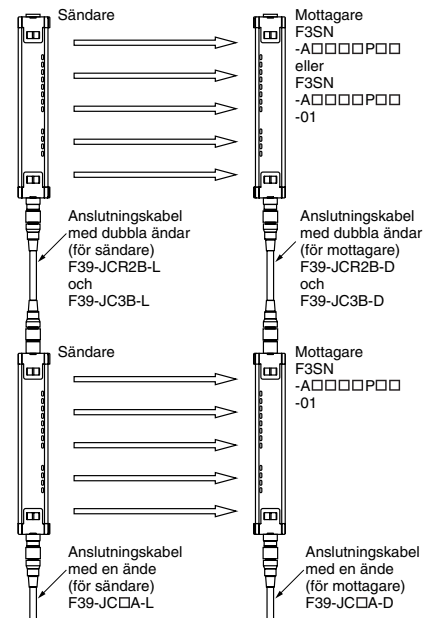 Sändare
Mottagare
F3SN
-A□□□□P□□
eller
F3SN
-A□□□□P□□
-01
Anslutningskabel
med dubbla ändar
(för sändare)
F39-JCR2B-L
och
F39-JC3B-L
Anslutningskabel
med dubbla ändar
(för mottagare)
F39-JCR2B-D
och
F39-JC3B-D
Sändare
Mottagare
F3SN
-A□□□□P□□
-01
Anslutningskabel
med en ände
(för sändare)
F39-JC□A-L
Anslutningskabel
med en ände
(för mottagare)
F39-JC□A-D